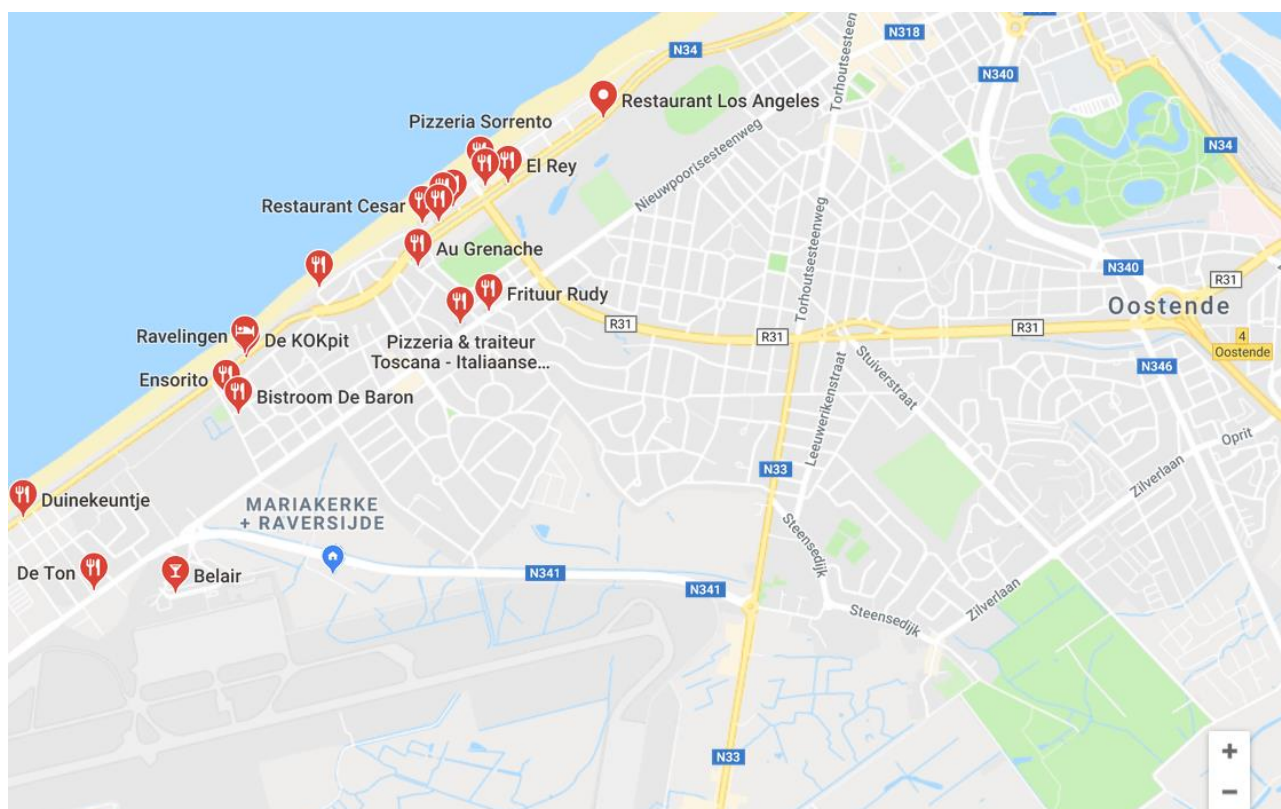 N318
N34
N340
Torhoutsesteen
Restaurant Los Angeles
Pizzeria Sorrento
Nieuwpoortsesteenweg
N34
El Rey
Restaurant Cesar
Torhoutsesteenweg
Au Grenache
N340
R31
Frituur Rudy
Oostende
R31
R31
R31
4
Oostende
Ravelingen
De KOKpit
Pizzeria & traiteur
Toscana - Italiaanse...
Stuiverstraat
N346
Ensorito
Bistroom De Baron
Leeuwerikenstraat
Oprit
N33
Zilverlaan
Duinekeuntje
MARIAKERKE
+ RAVERSIJDE
Steensedijk
De Ton
Belair
N341
N341
Zilverlaan
Steensedijk
N33
+
−